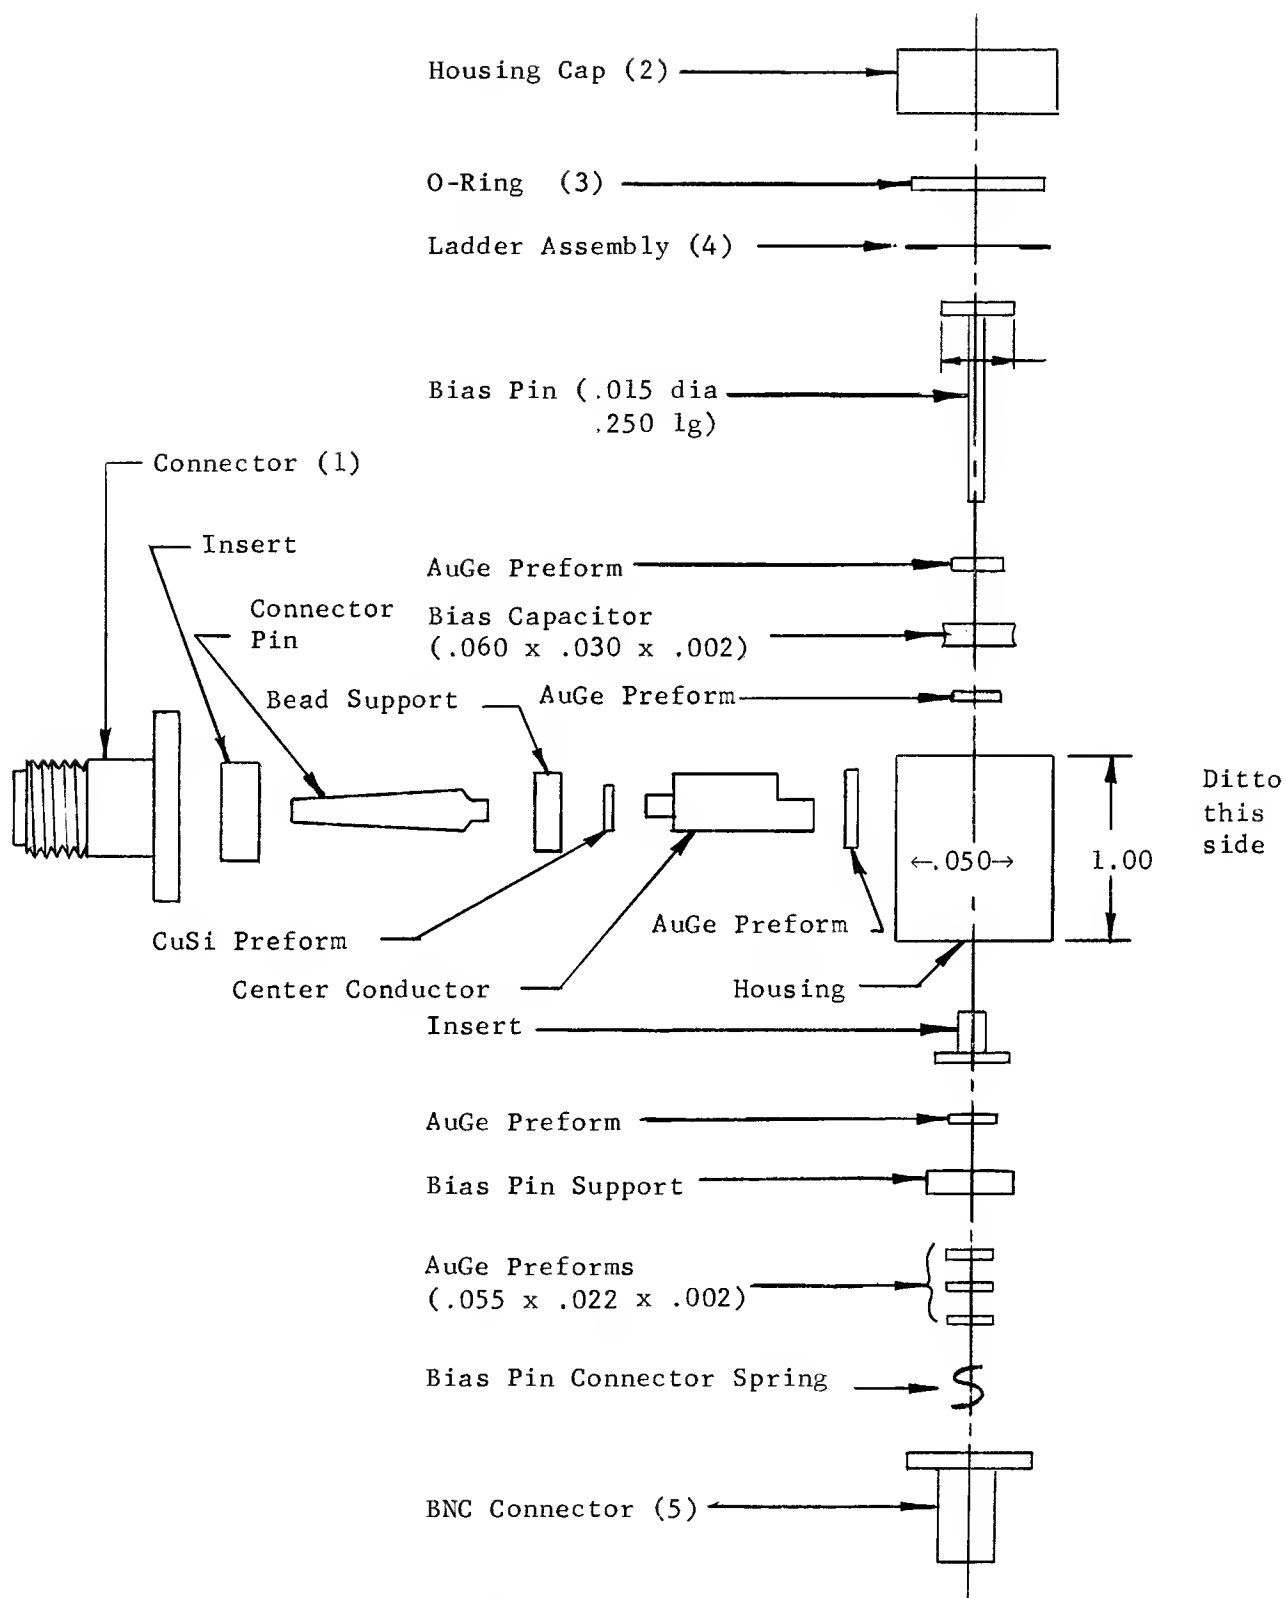 Housing Cap (2)
O-Ring (3)
Ladder Assembly (4)
Bias Pin (.015 dia
.250 lg)
Connector (1)
Insert
AuGe Preform
Connector
Pin
Bias Capacitor
(.060 x .030 x .002)
Bead Support
AuGe Preform
Ditto
this
side
←.050→
1.00
CuSi Preform
AuGe Preform
Center Conductor
Housing
Insert
AuGe Preform
Bias Pin Support
AuGe Preforms
(.055 x .022 x .002)
Bias Pin Connector Spring
BNC Connector (5)